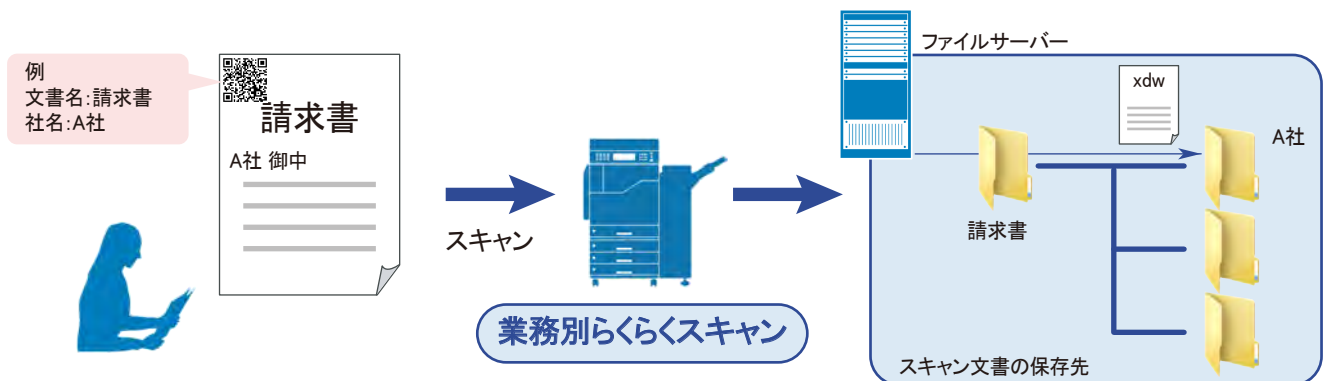 例
文書名:請求書
社名:A社
請求書
A社 御中
スキャン
業務別らくらくスキャン
ファイルサーバー
xdw
A社
請求書
スキャン文書の保存先